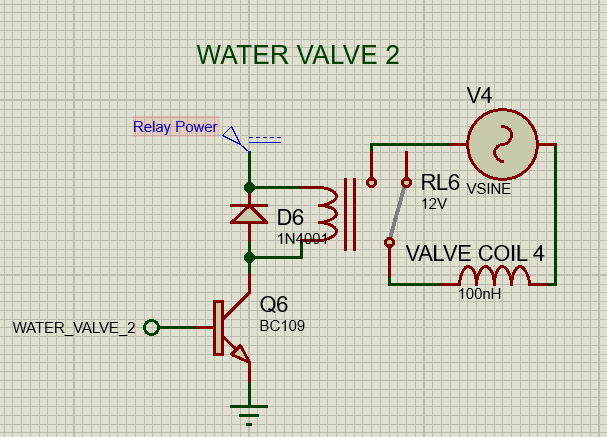 WATER VALVE 2
V4
Relay Power
RL6
VSINE
12V
D6
1N4001
VALVE COIL 4
100nH
Q6
WATER_VALVE_2
BC109